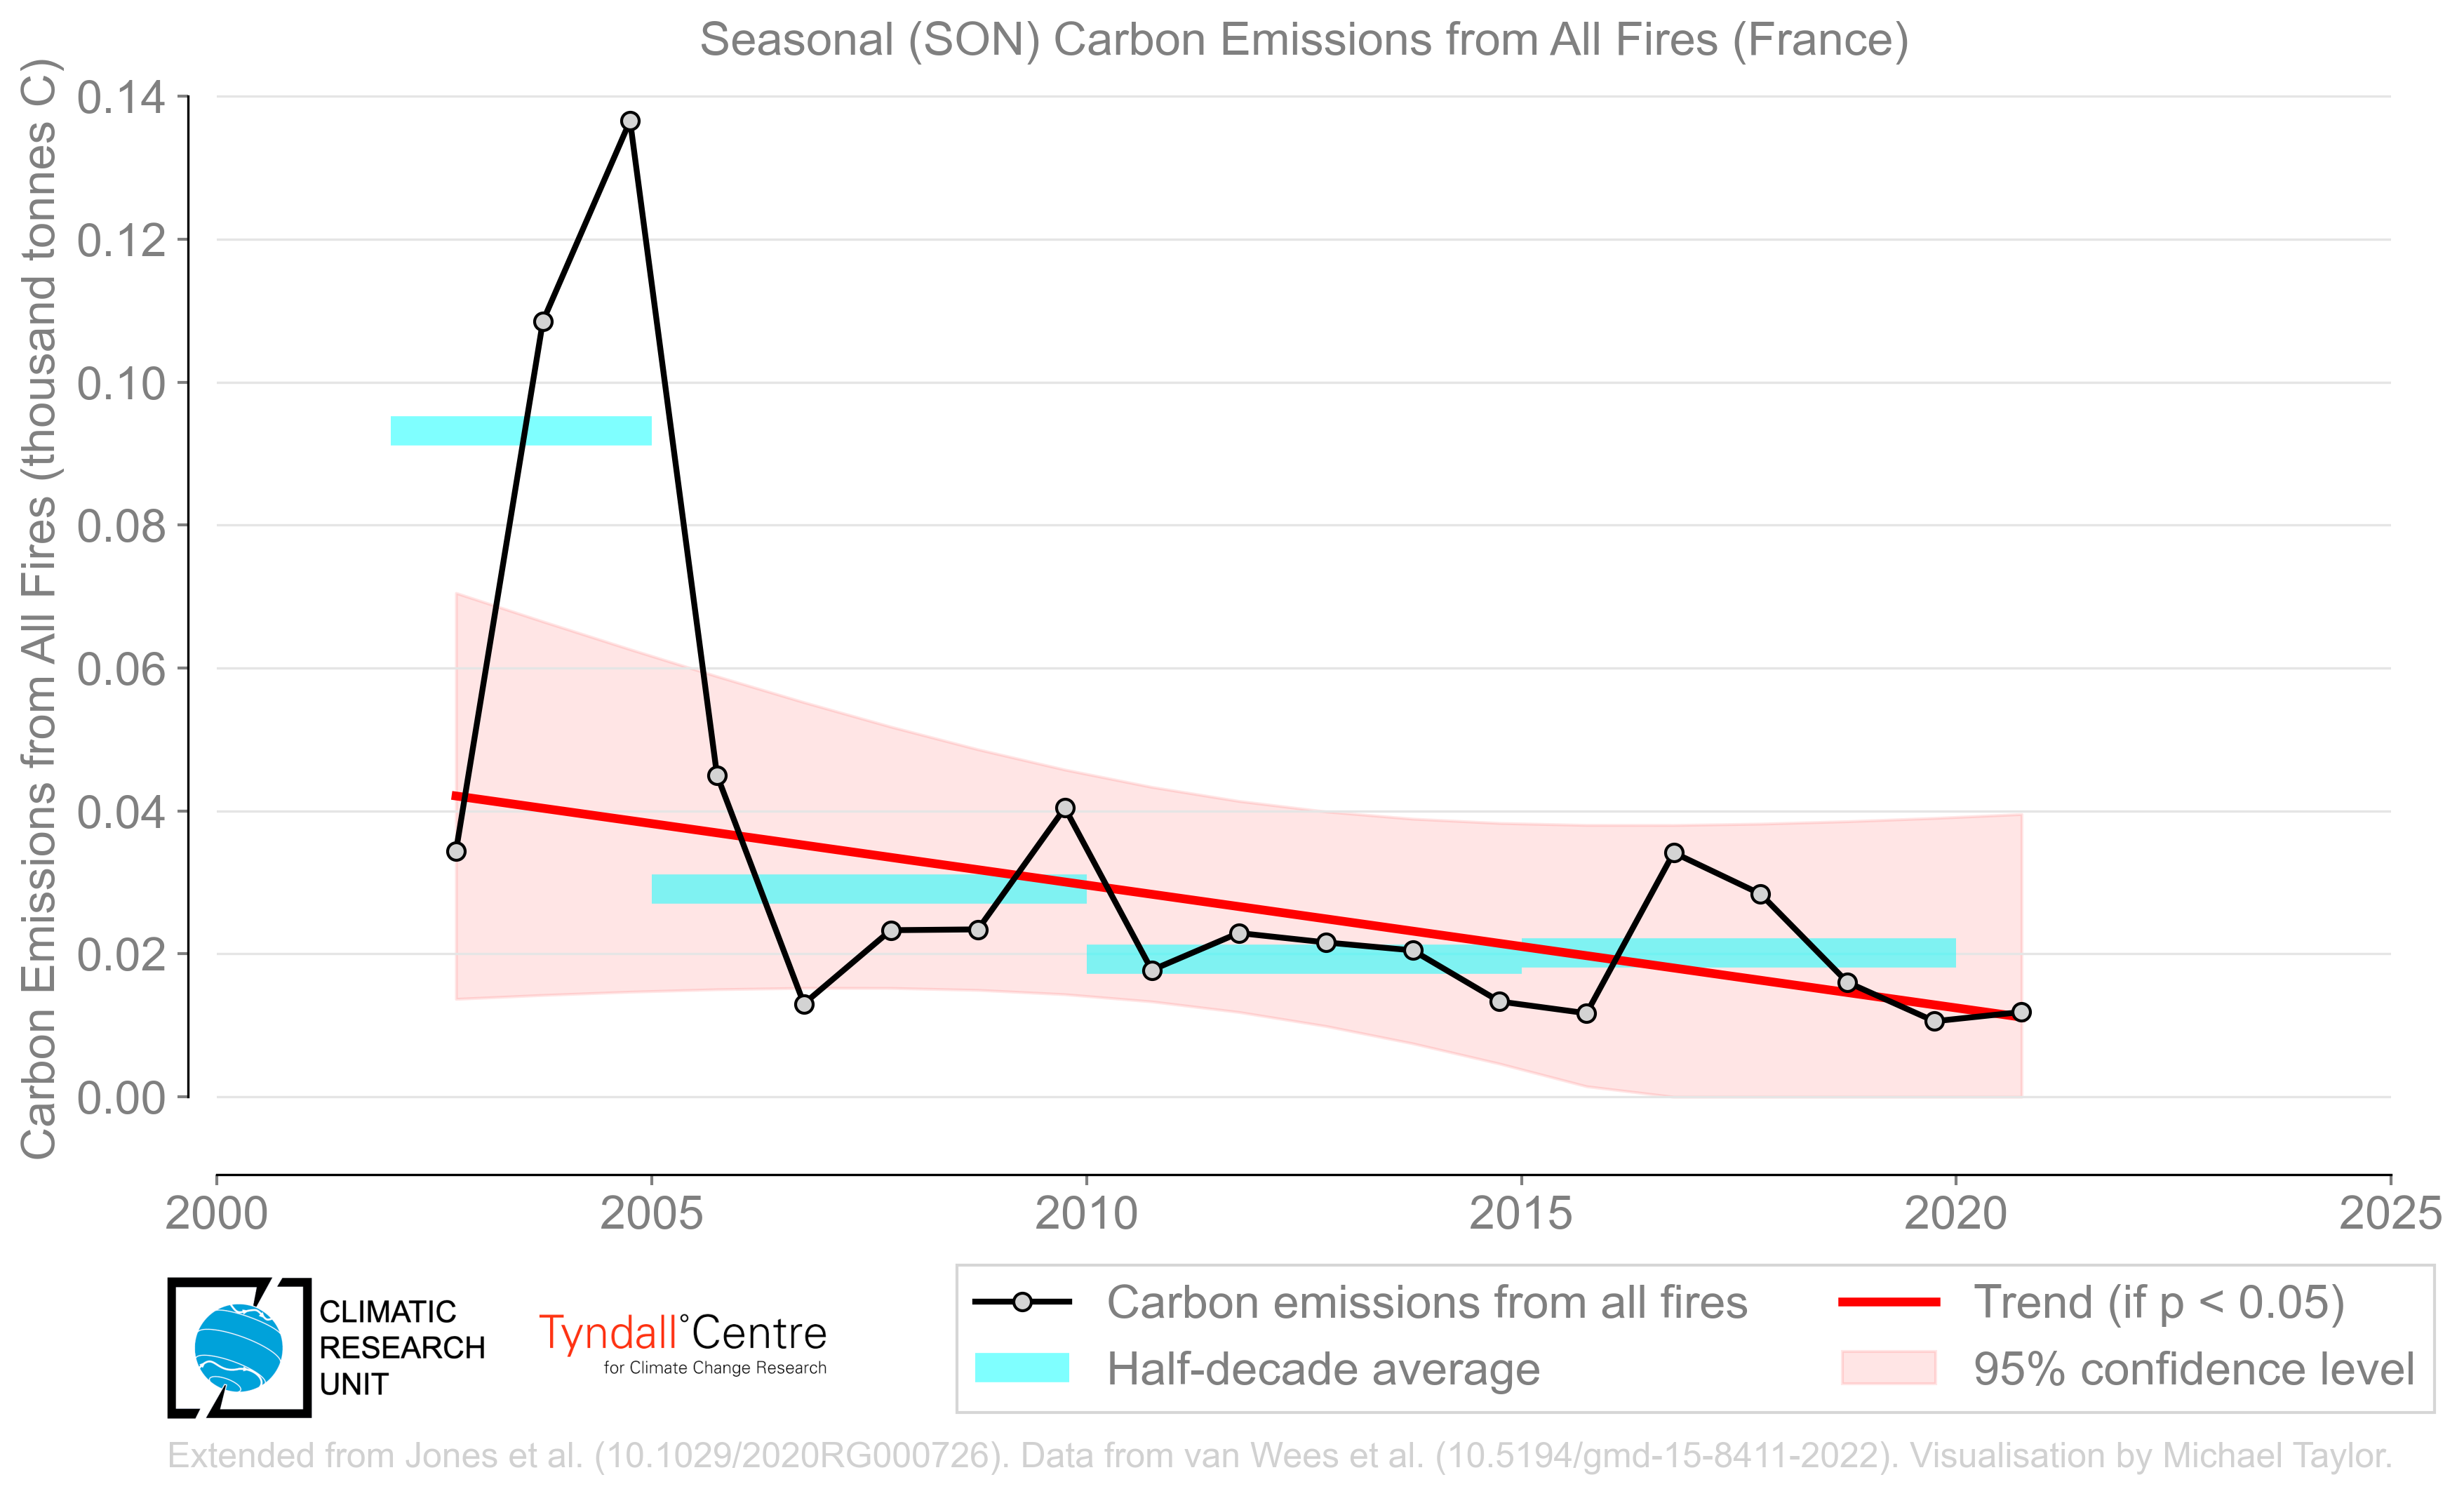 Seasonal (SON) Carbon Emissions from All Fires (France)
Carbon Emissions from All Fires (thousand tonnes C)
0.14
0.12
0.10
0.08
0.06
0.04
0.02
0.00
2000 2005 2010 2015 2020 2025
CLIMATIC
RESEARCH
UNIT
Tyndall°Centre
for Climate Change Research
Carbon emissions from all fires
Half-decade average
Trend (if p < 0.05)
95% confidence level
Extended from Jones et al. (10.1029/2020RG000726). Data from van Wees et al. (10.5194/gmd-15-8411-2022). Visualisation by Michael Taylor.